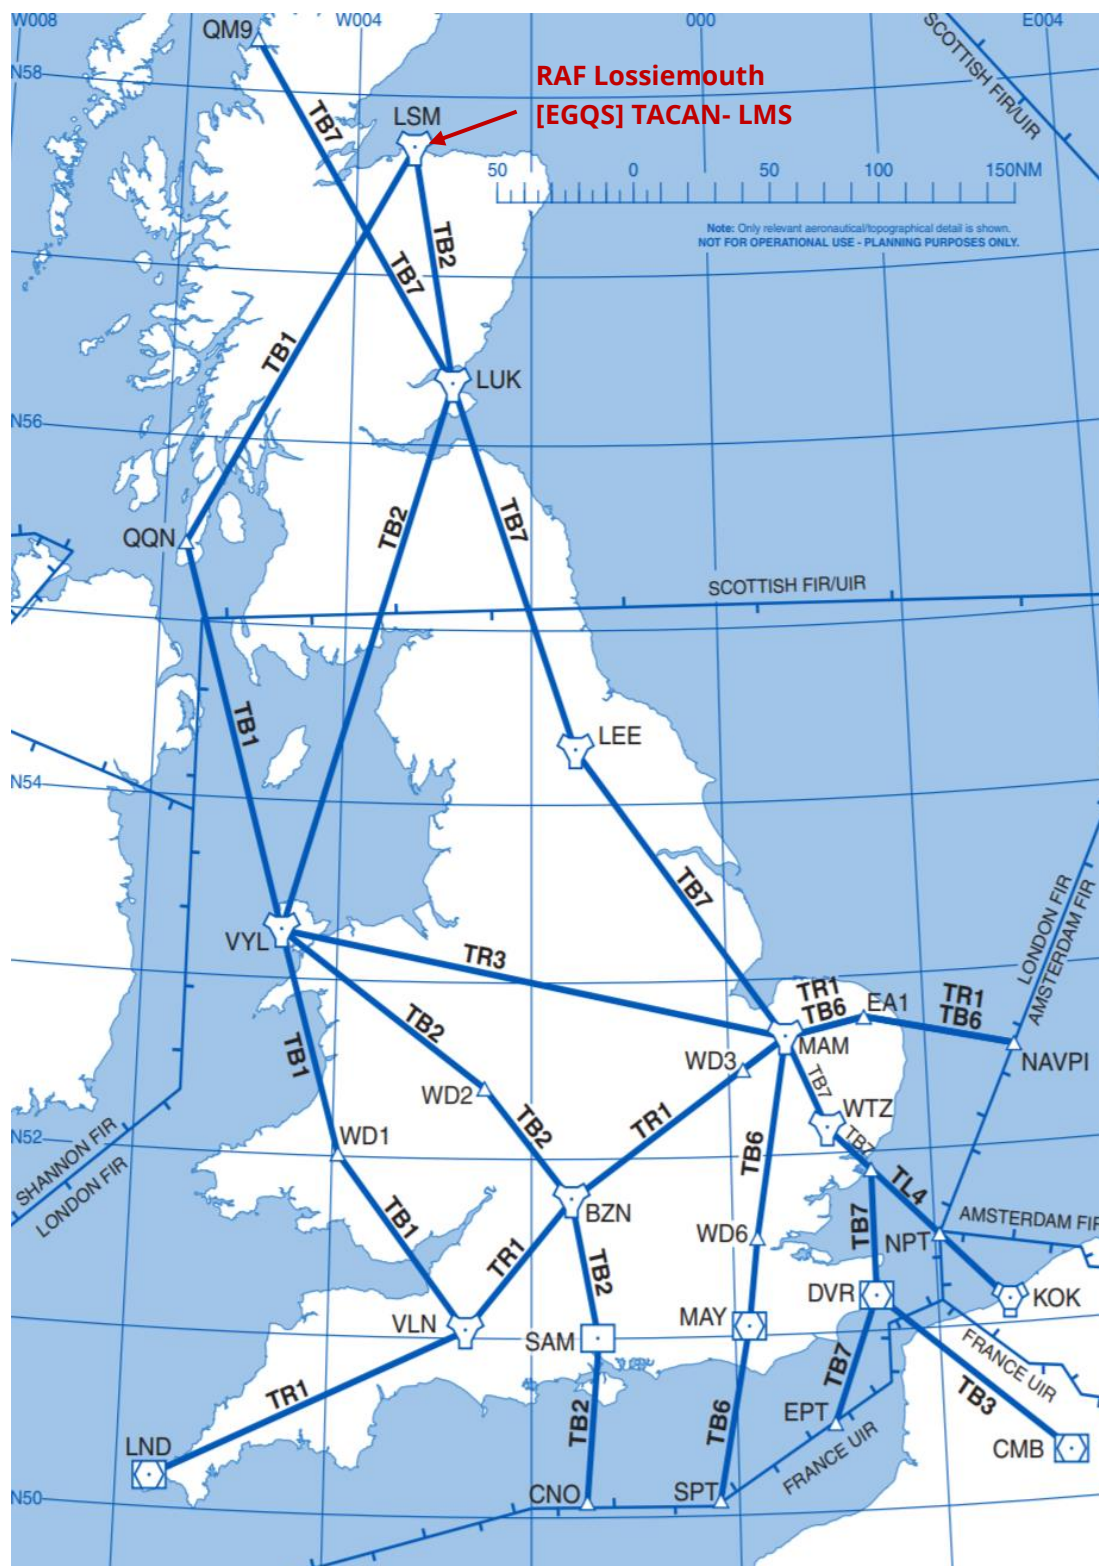 W008
W004
000
E004
QM9
SCOTTISH FIR/UIR
N58
RAF Lossiemouth
[EGQS] TACAN- LMS
LSM
TB7
50
0
50
100
150NM
Note: Only relevant aeronautical/topographical detail is shown.
NOT FOR OPERATIONAL USE - PLANNING PURPOSES ONLY.
TB2
TB7
TB1
LUK
N56
TB2
TB7
QQN
SCOTTISH FIR/UIR
TB1
LEE
N54
TB7
LONDON FIR
AMSTERDAM FIR
VYL
TR3
TR1
TB6
EA1
TR1
TB6
TB2
TB1
MAM
NAVPI
WD3
TB7
WD2
WTZ
N52
WD1
TB2
TR1
TB6
TB7
SHANNON FIR
LONDON FIR
TL4
TB1
BZN
TB7
AMSTERDAM FIR
TR1
WD6
NPT
TB2
DVR
KOK
VLN
SAM
MAY
FRANCE UIR
TR1
TB7
TB3
TB2
TB6
EPT
LND
CMB
FRANCE UIR
N50
CNO
SPT